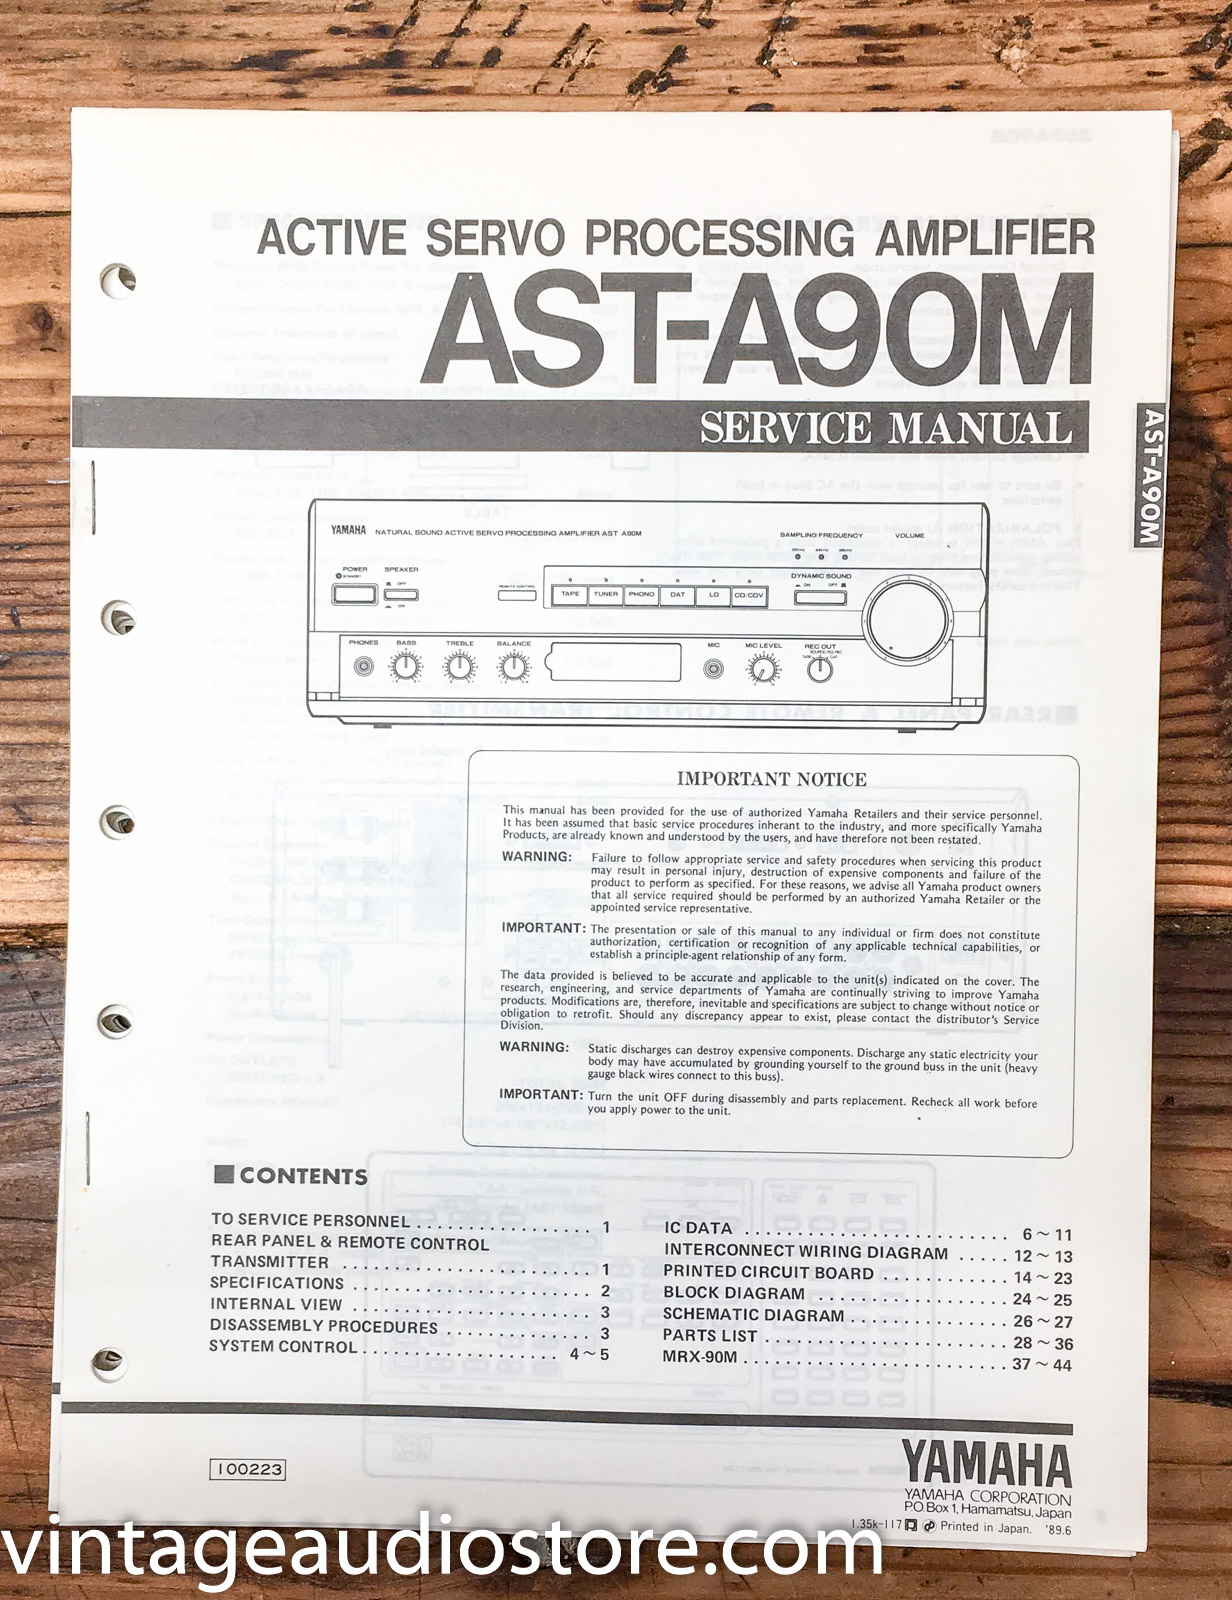 ACTIVE SERVO PROCESSING AMPLIFIER
AST-A90M
SERVICE MANUAL
AST-A90M
YAMAHA NATURAL SOUND ACTIVE SERVO PROCESSING AMPLIFIER AST A90M
SAMPLING FREQUENCY
VOLUME
POWER
SPEAKER
STANDBY
OFF
ON
REMOTE CONTROL
TAPE
TUNER
PHONO
DAT
LD
CD/CDV
DYNAMIC SOUND
ON OFF
PHONES
BASS
TREBLE
BALANCE
MIC
MIC LEVEL
REC OUT
IMPORTANT NOTICE
This manual has been provided for the use of authorized Yamaha Retailers and their service personnel.
It has been assumed that basic service procedures inherant to the industry, and more specifically Yamaha
Products, are already known and understood by the users, and have therefore not been restated.
WARNING: Failure to follow appropriate service and safety procedures when servicing this product
may result in personal injury, destruction of expensive components and failure of the
product to perform as specified. For these reasons, we advise all Yamaha product owners
that all service required should be performed by an authorized Yamaha Retailer or the
appointed service representative.
IMPORTANT: The presentation or sale of this manual to any individual or firm does not constitute
authorization, certification or recognition of any applicable technical capabilities, or
establish a principle-agent relationship of any form.
The data provided is believed to be accurate and applicable to the unit(s) indicated on the cover. The
research, engineering, and service departments of Yamaha are continually striving to improve Yamaha
products. Modifications are, therefore, inevitable and specifications are subject to change without notice or
obligation to retrofit. Should any discrepancy appear to exist, please contact the distributor's Service
Division.
WARNING: Static discharges can destroy expensive components. Discharge any static electricity your
body may have accumulated by grounding yourself to the ground buss in the unit (heavy
gauge black wires connect to this buss).
IMPORTANT: Turn the unit OFF during disassembly and parts replacement. Recheck all work before
you apply power to the unit.
■ CONTENTS
TO SERVICE PERSONNEL . . . . . . . . . . . . . . . . . 1
REAR PANEL & REMOTE CONTROL
TRANSMITTER . . . . . . . . . . . . . . . . . . . . . . . . 1
SPECIFICATIONS . . . . . . . . . . . . . . . . . . . . . . . 2
INTERNAL VIEW . . . . . . . . . . . . . . . . . . . . . . . 3
DISASSEMBLY PROCEDURES . . . . . . . . . . . . . . 3
SYSTEM CONTROL . . . . . . . . . . . . . . . . . . . 4 ~ 5
IC DATA . . . . . . . . . . . . . . . . . . . . . . . . . 6 ~ 11
INTERCONNECT WIRING DIAGRAM . . . . . 12 ~ 13
PRINTED CIRCUIT BOARD . . . . . . . . . . . . 14 ~ 23
BLOCK DIAGRAM . . . . . . . . . . . . . . . . . . 24 ~ 25
SCHEMATIC DIAGRAM . . . . . . . . . . . . . . . 26 ~ 27
PARTS LIST . . . . . . . . . . . . . . . . . . . . . . . 28 ~ 36
MRX-90M . . . . . . . . . . . . . . . . . . . . . . . . . 37 ~ 44
100223
YAMAHA
YAMAHA CORPORATION
P.O.Box 1, Hamamatsu, Japan
1.35k-117 Printed in Japan. '89.6
vintageaudiostore.com